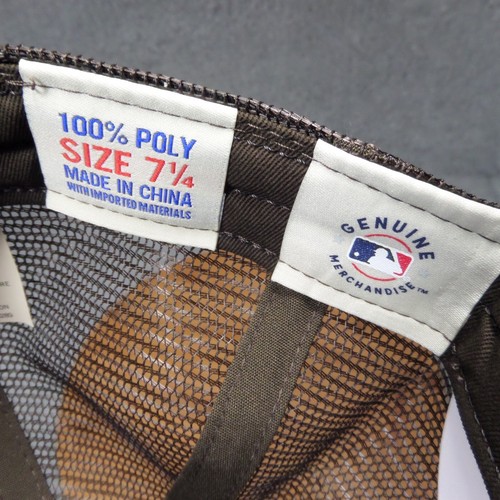 100% POLY
SIZE 7¼
MADE IN CHINA
WITH IMPORTED MATERIALS
GENUINE
MERCHANDISE™